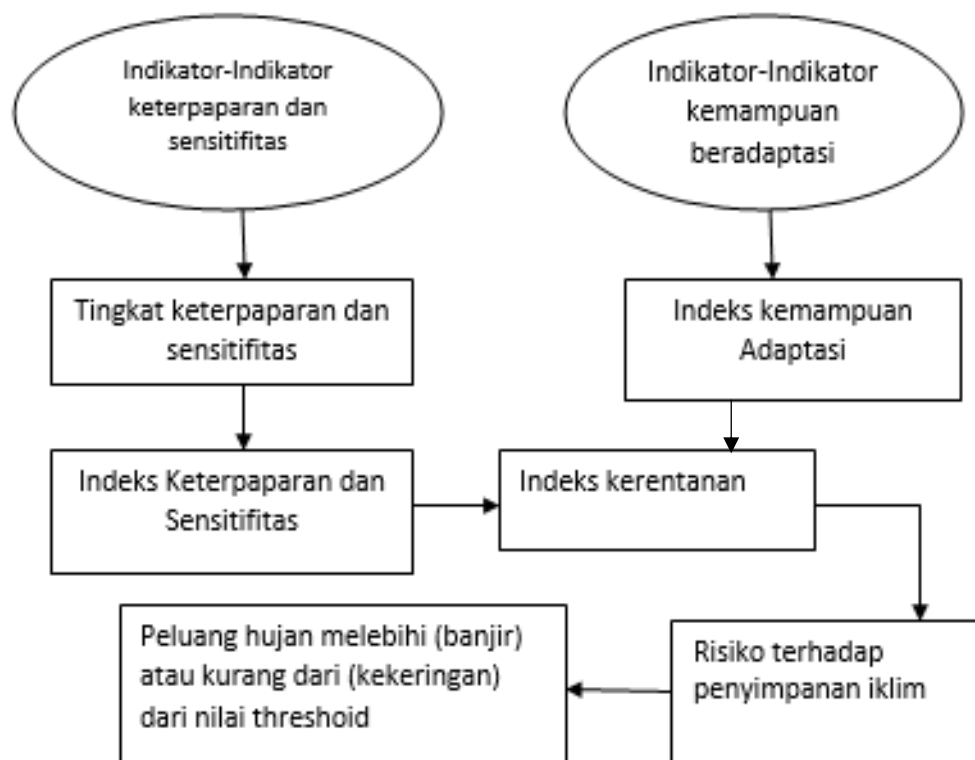 Indikator-Indikator
keterpaparan dan
sensitifitas
Indikator-Indikator
kemampuan
beradaptasi
Tingkat keterpaparan dan
sensitifitas
Indeks kemampuan
Adaptasi
Indeks Keterpaparan dan
Sensitifitas
Indeks kerentanan
Peluang hujan melebihi (banjir)
atau kurang dari (kekeringan)
dari nilai threshoid
Risiko terhadap
penyimpanan iklim